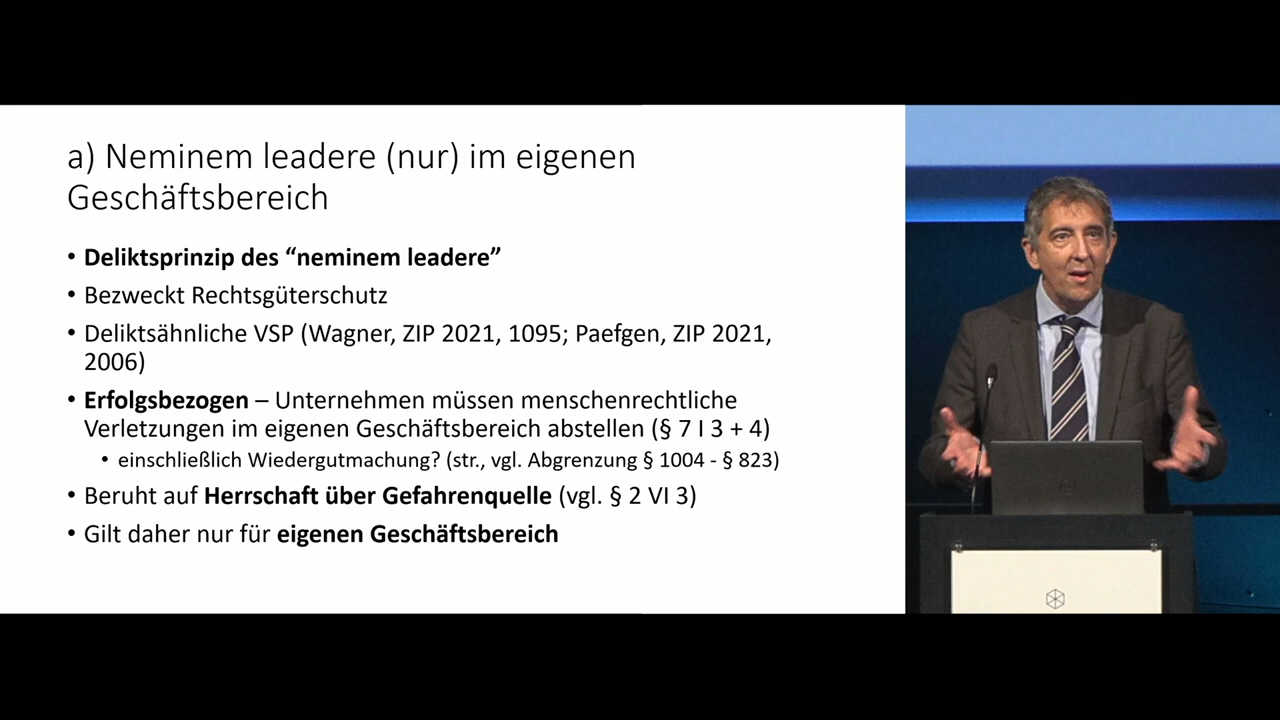 a) Neminem leadere (nur) im eigenen
Geschäftsbereich
• Deliktsprinzip des “neminem leadere”
• Bezweckt Rechtsgüterschutz
• Deliktsähnliche VSP (Wagner, ZIP 2021, 1095; Paefgen, ZIP 2021,
2006)
• Erfolgsbezogen – Unternehmen müssen menschenrechtliche
Verletzungen im eigenen Geschäftsbereich abstellen (§ 7 I 3 + 4)
• einschließlich Wiedergutmachung? (str., vgl. Abgrenzung § 1004 - § 823)
• Beruht auf Herrschaft über Gefahrenquelle (vgl. § 2 VI 3)
• Gilt daher nur für eigenen Geschäftsbereich